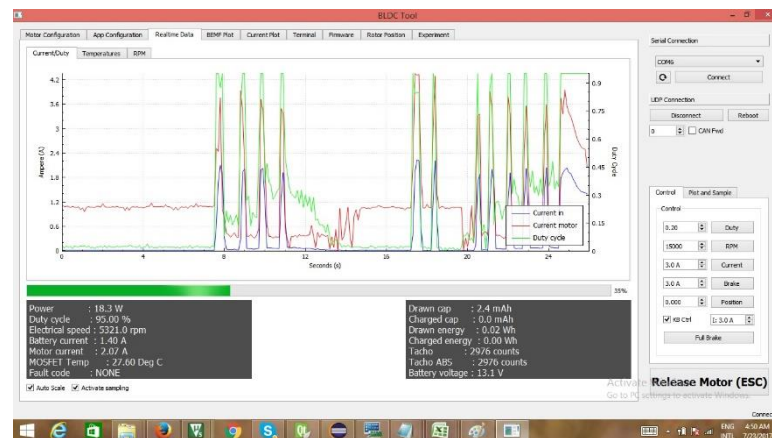 BLDC Tool
Motor Configuration App Configuration Realtime Data BEMF Plot Current Plot Terminal Firmware Rotor Position Experiment
Current/Duty Temperatures RPM
4.2
3.6
3
2.4
1.8
1.2
0.6
0
Ampere (A)
0.9
0.75
0.6
0.45
0.3
0.15
0
Duty Cycle
0 4 8 12 16 20 24
Seconds (s)
Current in
Current motor
Duty cycle
35%
Power : 18.3 W
Duty cycle : 95.00 %
Electrical speed : 5321.0 rpm
Battery current : 1.40 A
Motor current : 2.07 A
MOSFET Temp : 27.60 Deg C
Fault code : NONE
Drawn cap : 2.4 mAh
Charged cap : 0.0 mAh
Drawn energy : 0.02 Wh
Charged energy : 0.00 Wh
Tacho : 2976 counts
Tacho ABS : 2976 counts
Battery voltage : 13.1 V
Auto Scale Activate sampling
Serial Connection
COM6
Connect
UDP Connection
Disconnect Reboot
0 CAN Fwd
Control Plot and Sample
Control
0.20 Duty
15000 RPM
3.0 A Current
3.0 A Brake
0.000 Position
KB Ctrl I: 3.0 A
Full Brake
Release Motor (ESC)
Go to PC settings to activate Windows.
Connec
ENG 4:50 AM
INTL 7/23/201